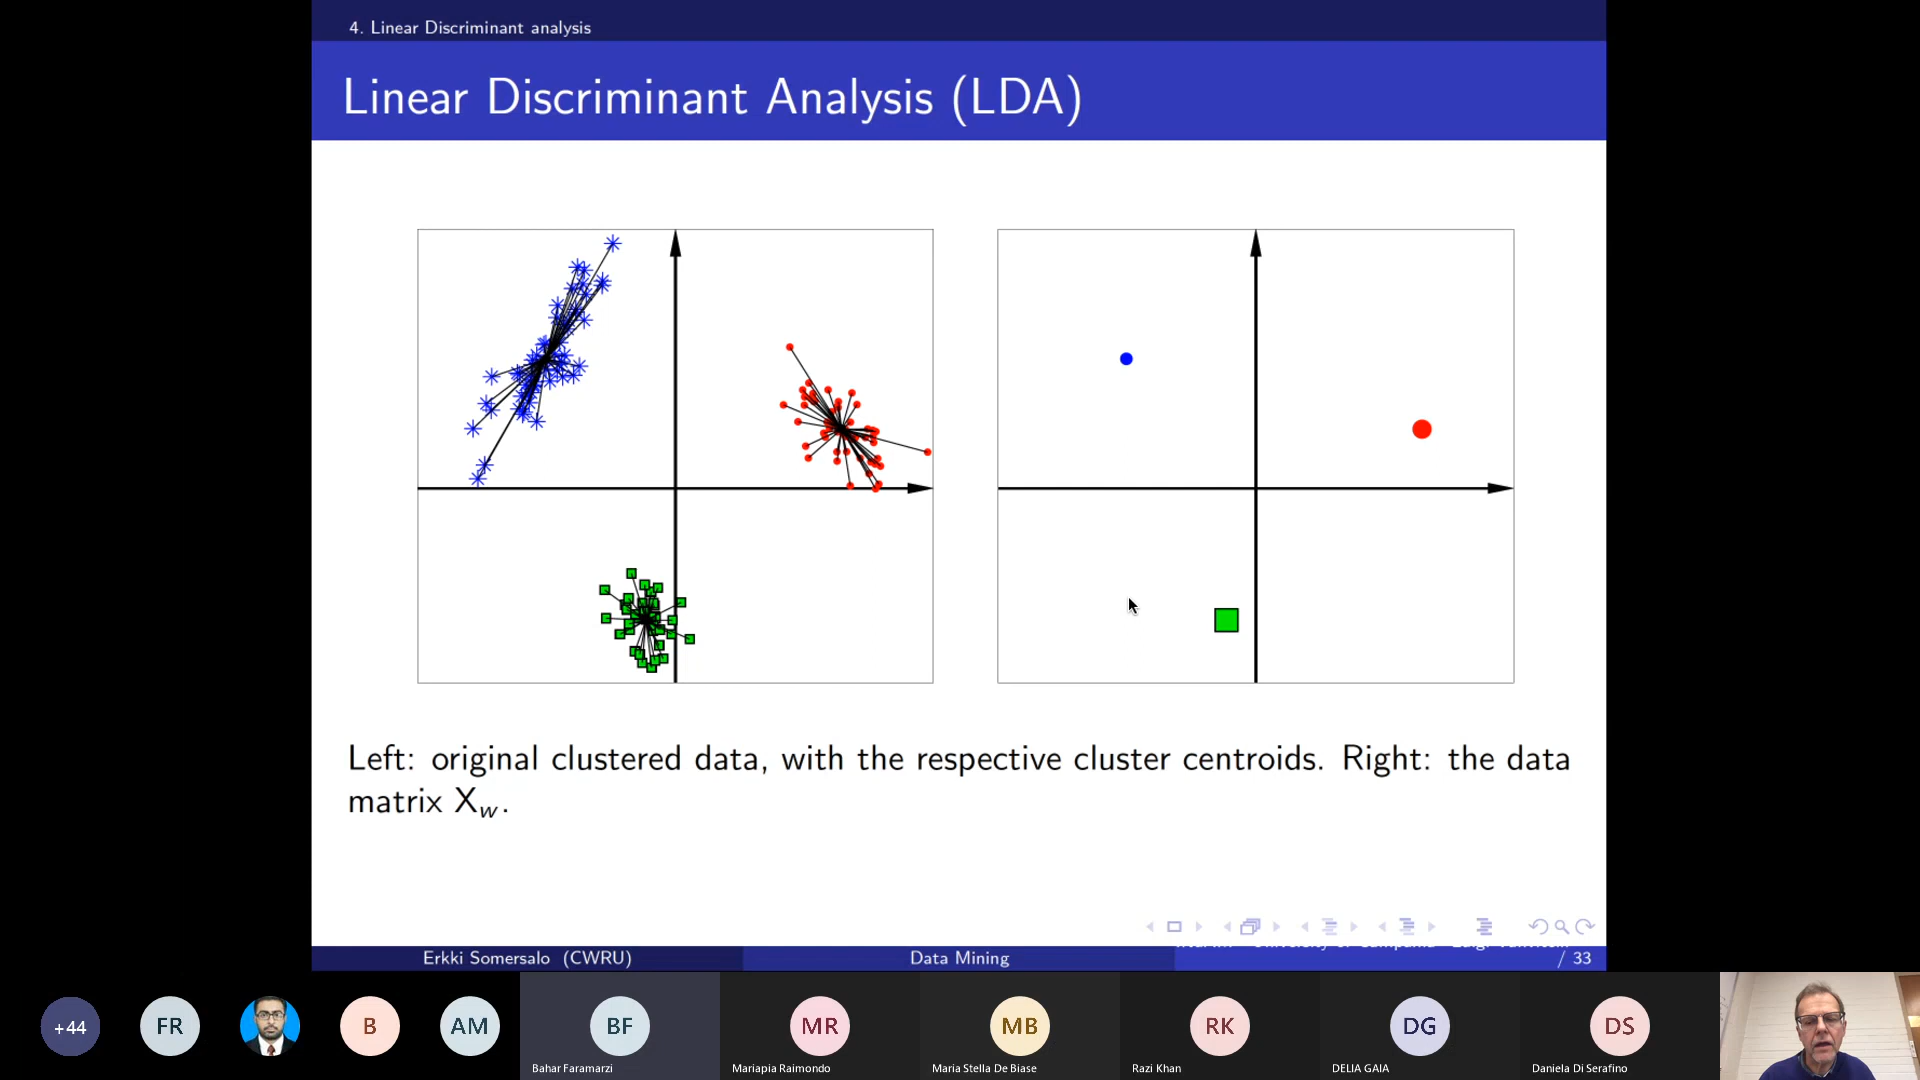 4. Linear Discriminant analysis
Linear Discriminant Analysis (LDA)
Left: original clustered data, with the respective cluster centroids. Right: the data
matrix Xw.
Erkki Somersalo (CWRU)
Data Mining
/ 33
+44
FR
B
AM
BF
MR
MB
RK
DG
DS
Bahar Faramarzi
Mariapia Raimondo
Maria Stella De Biase
Razi Khan
DELIA GAIA
Daniela Di Serafino